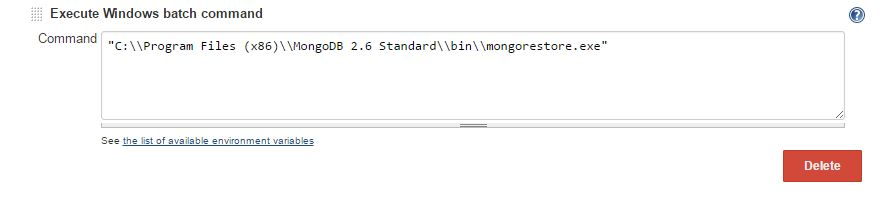 Execute Windows batch command
Command
"C:\\Program Files (x86)\\MongoDB 2.6 Standard\\bin\\mongorestore.exe"
See the list of available environment variables
Delete